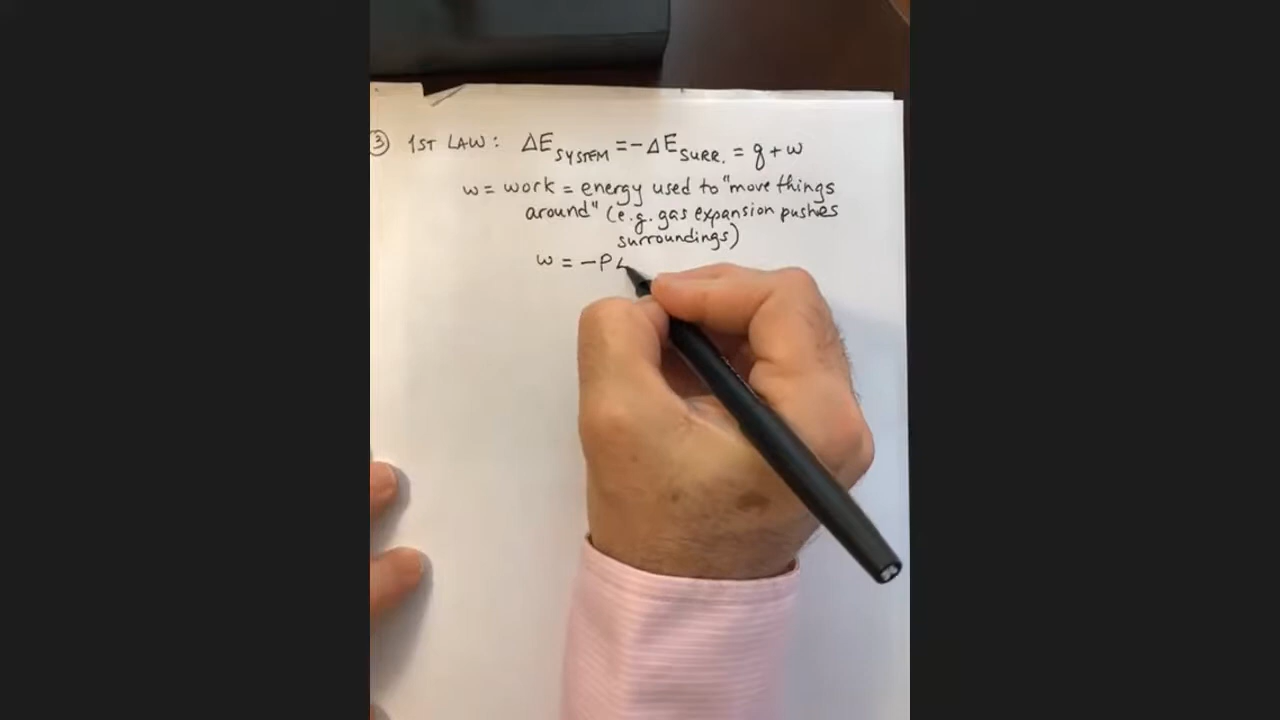 ③ 1ST LAW: ΔE SYSTEM = -ΔE SURR. = q + w
w = work = energy used to "move things
around" (e.g. gas expansion pushes
surroundings)
w = -P